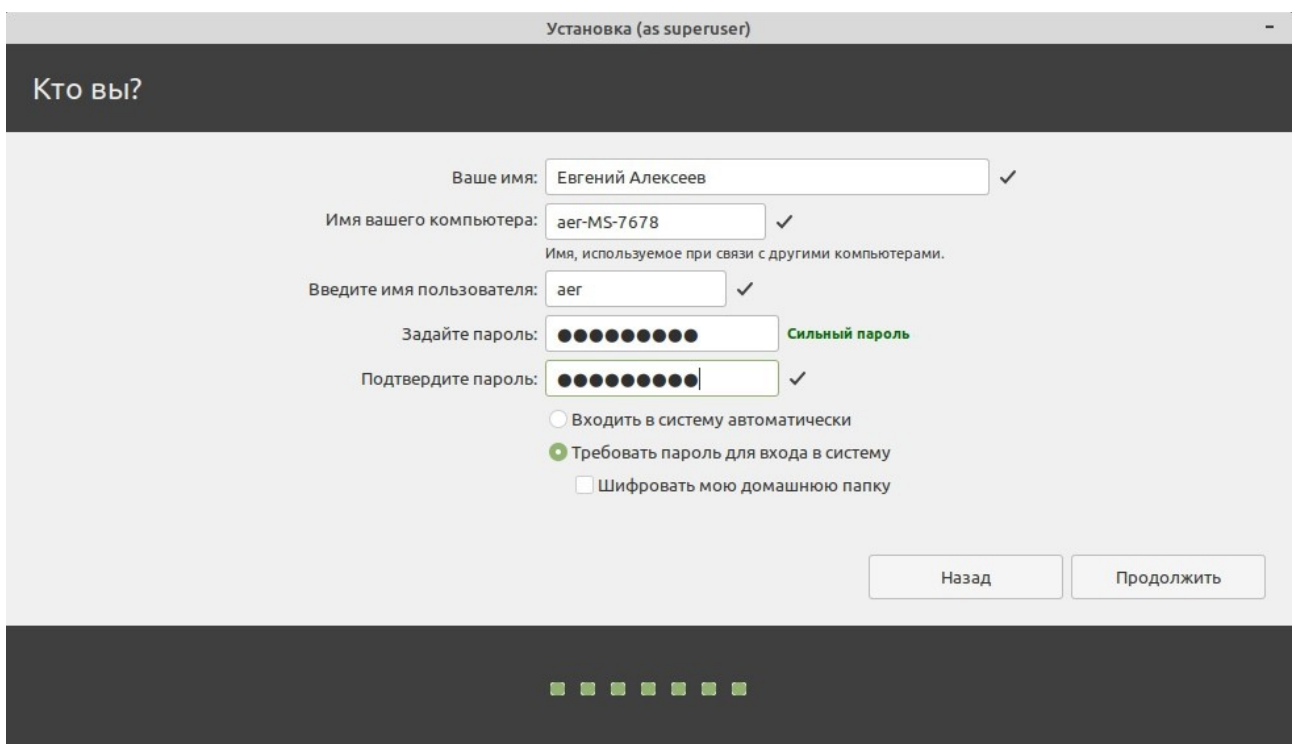 Установка (as superuser)
Кто вы?
Ваше имя: Евгений Алексеев
Имя вашего компьютера: aer-MS-7678
Имя, используемое при связи с другими компьютерами.
Введите имя пользователя: aer
Задайте пароль: ●●●●●●●●● Сильный пароль
Подтвердите пароль: ●●●●●●●●●
Входить в систему автоматически
Требовать пароль для входа в систему
Шифровать мою домашнюю папку
Назад Продолжить